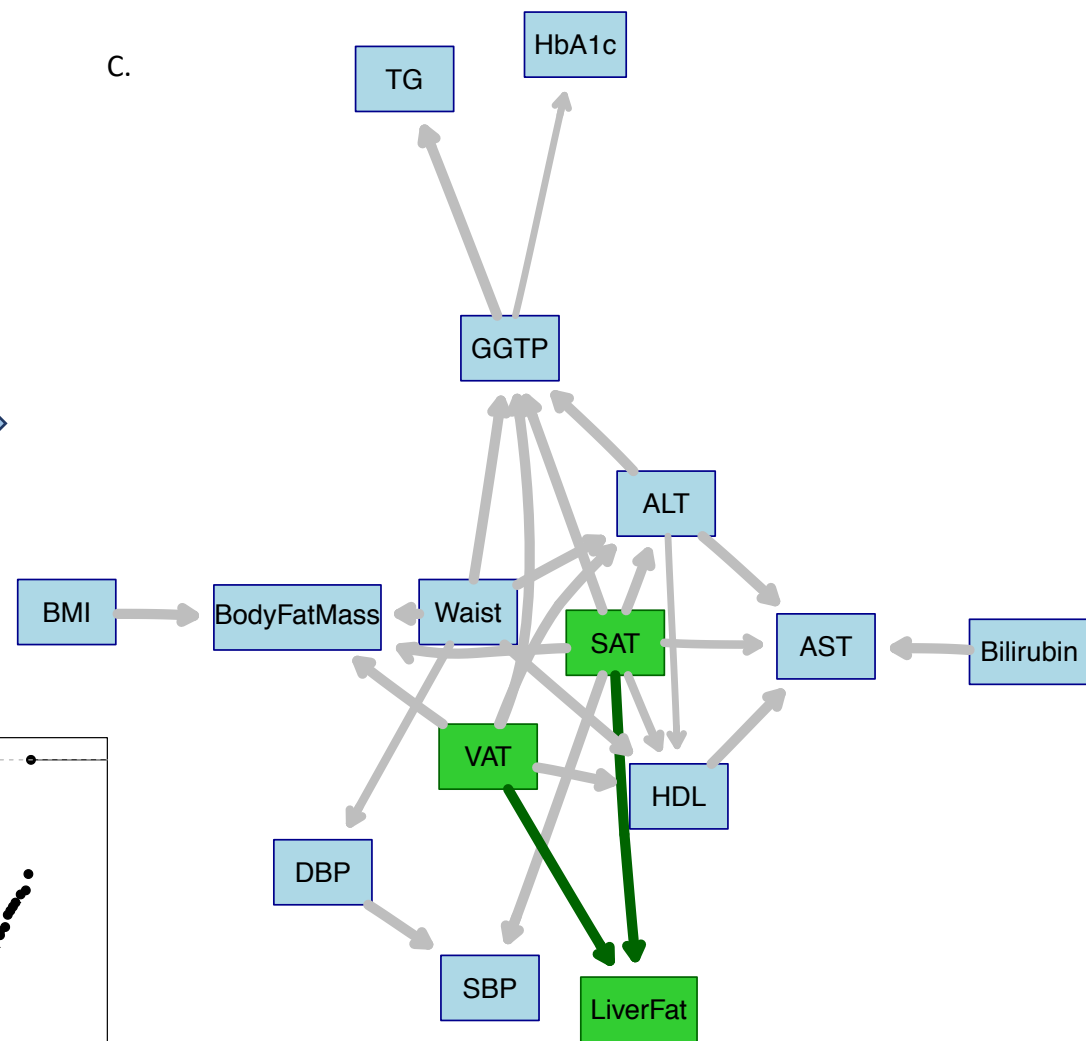 C.
HbA1c
TG
GGTP
ALT
BMI
BodyFatMass
Waist
SAT
AST
Bilirubin
VAT
HDL
DBP
SBP
LiverFat